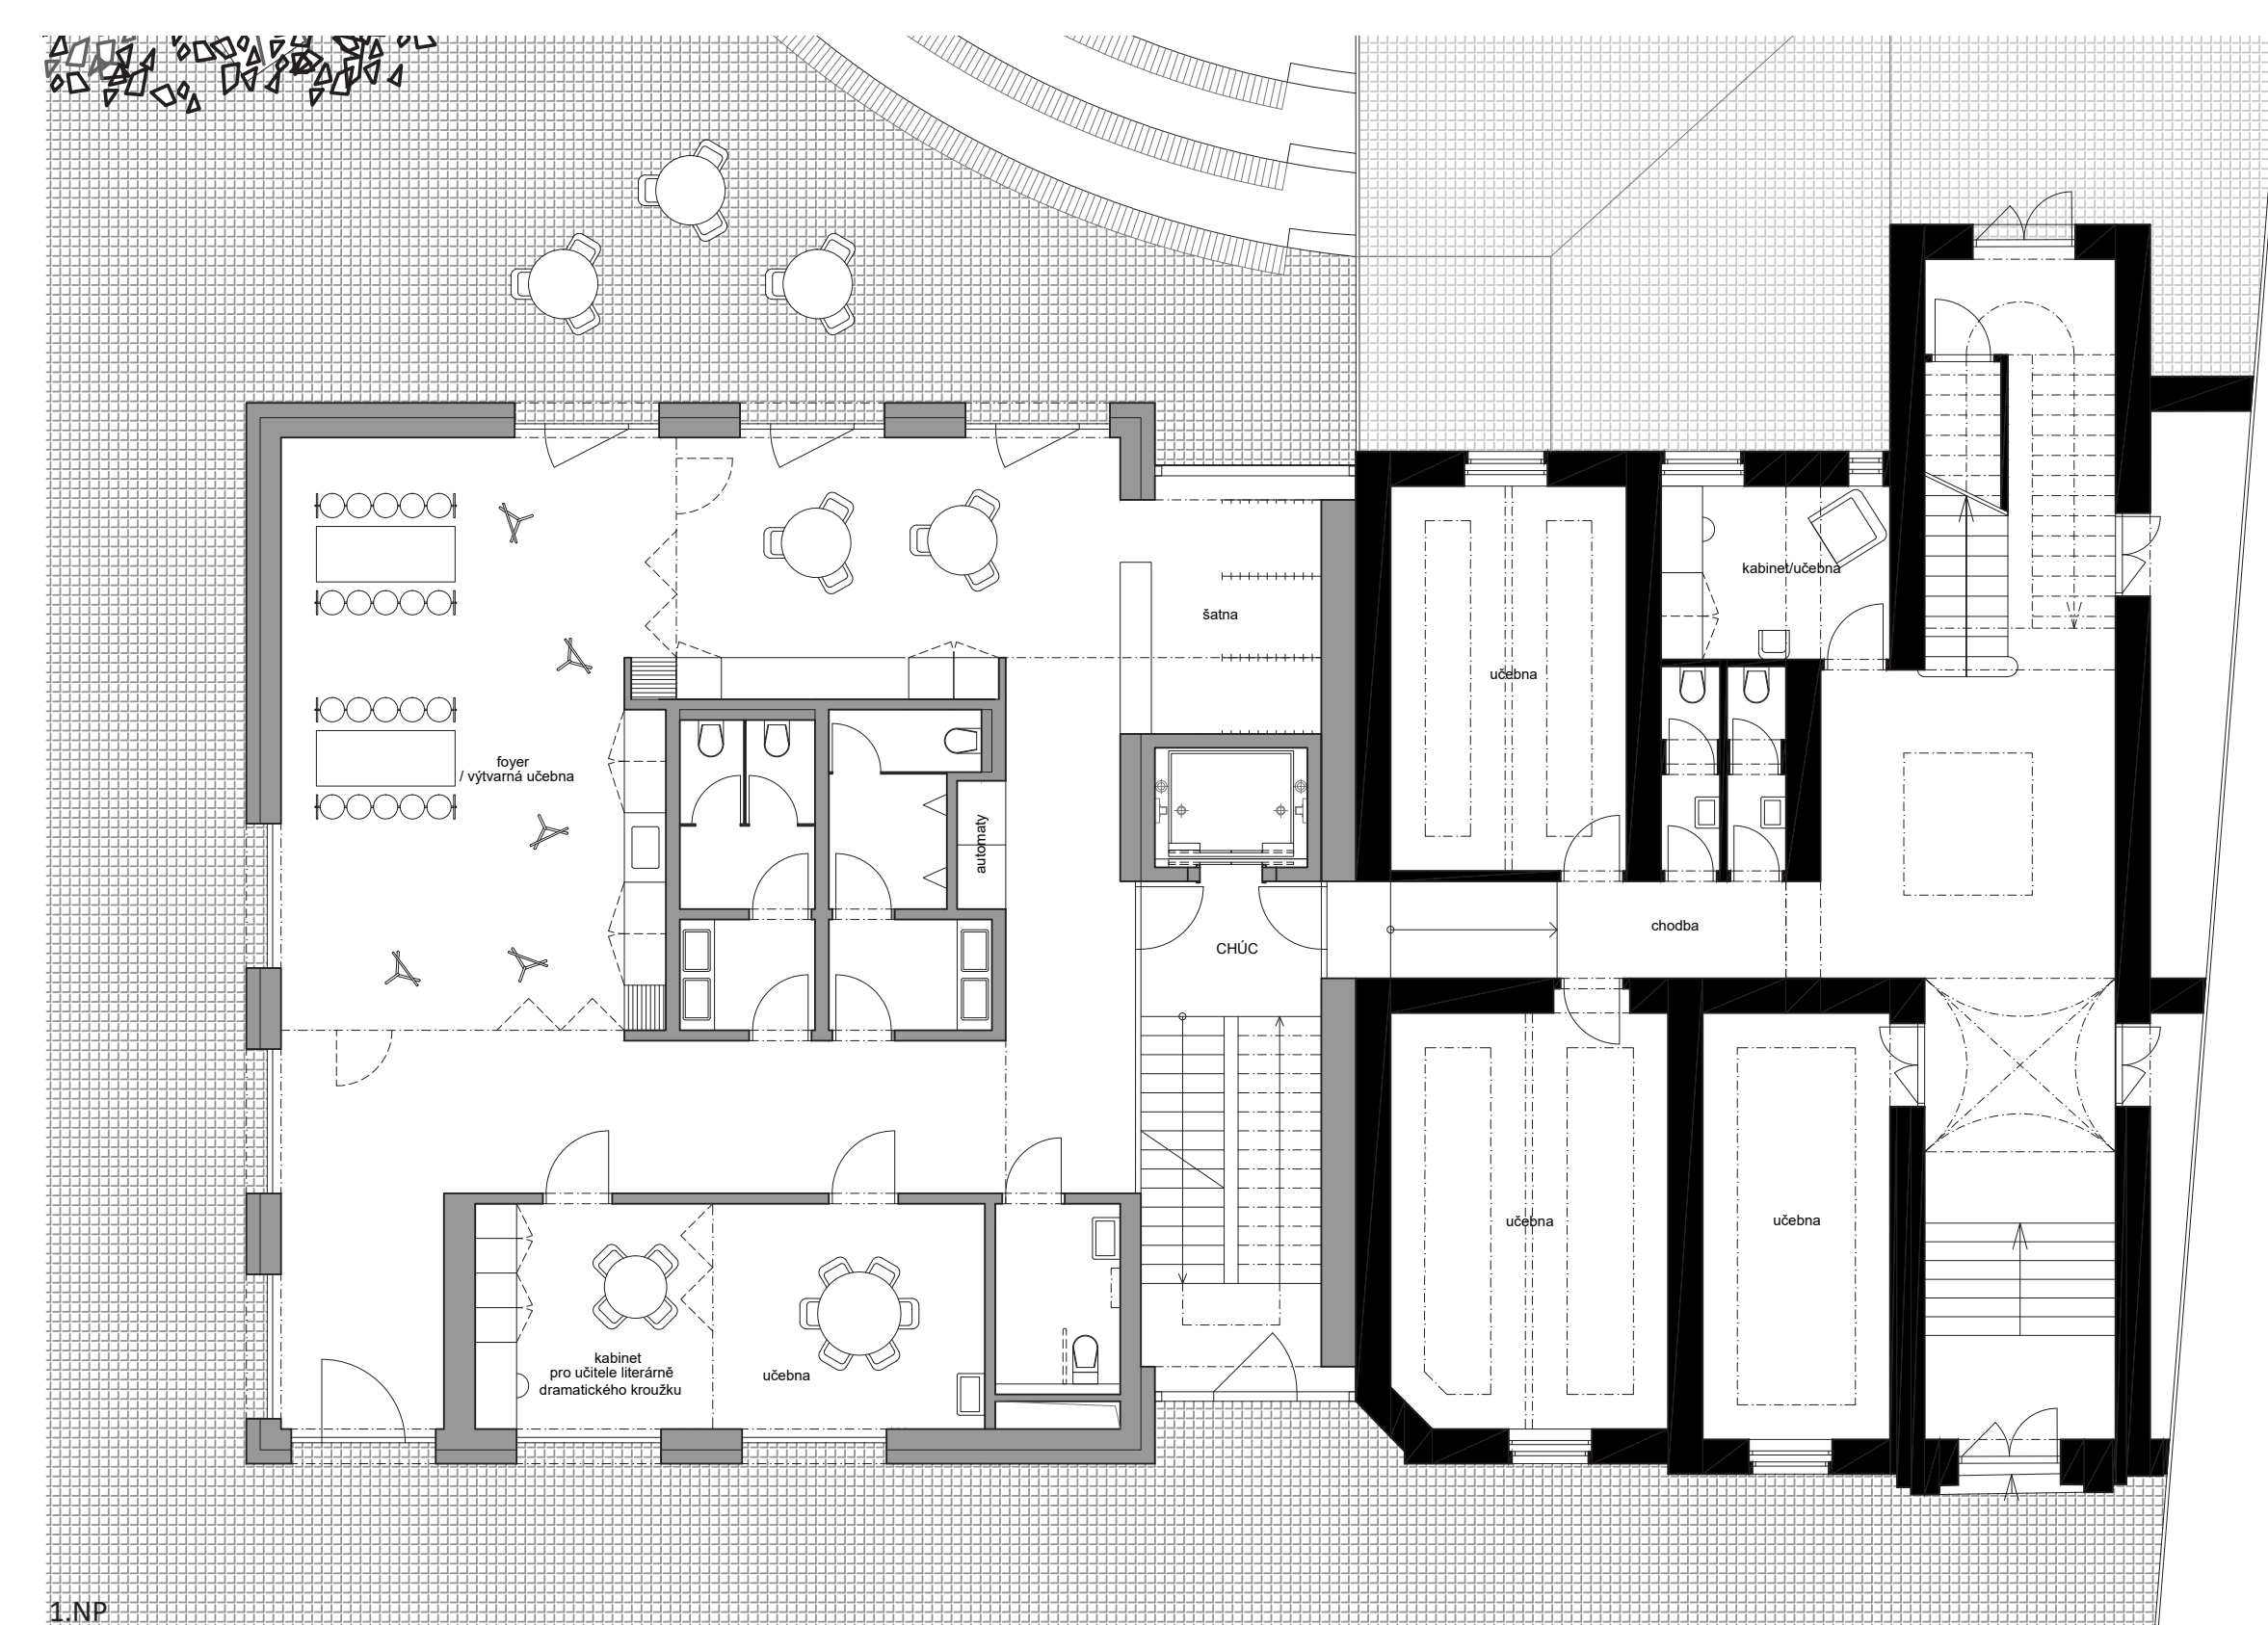 kabinet/učebna
šatna
učebna
foyer
/ výtvarná učebna
automaty
chodba
CHÚC
učebna
učebna
kabinet
pro učitele literárně
dramatického kroužku
učebna
1.NP